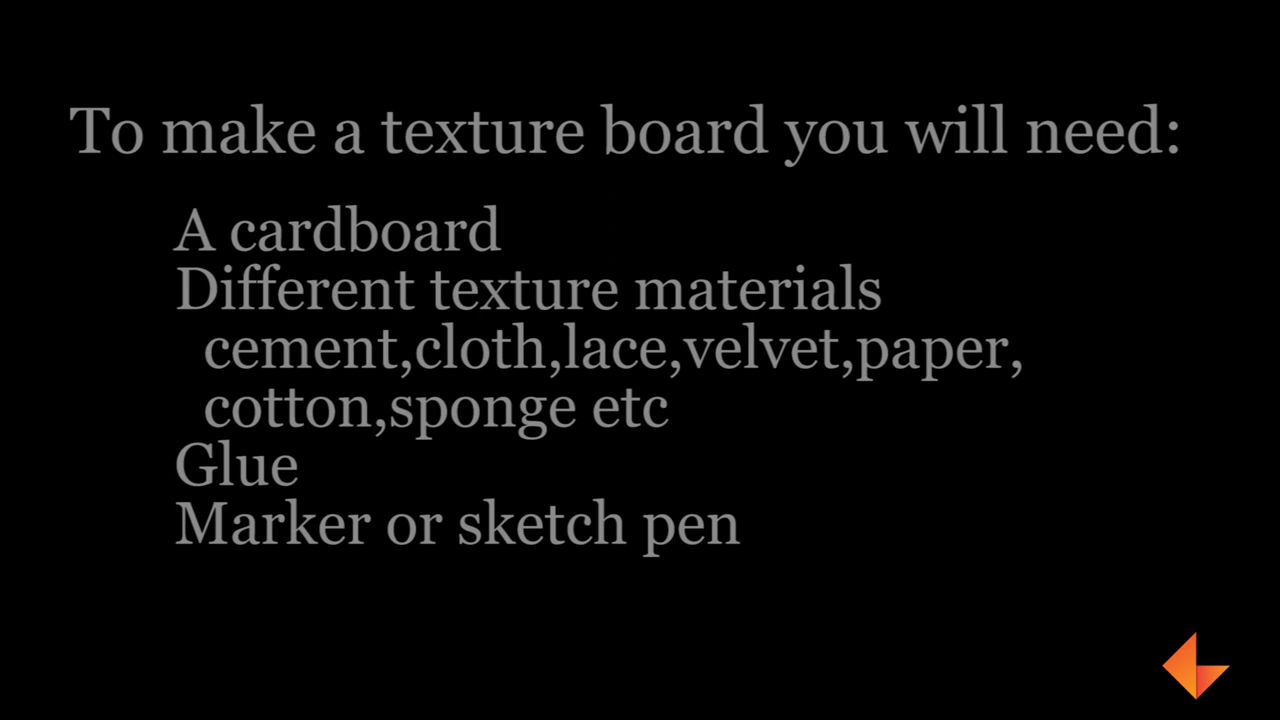 To make a texture board you will need:
A cardboard
Different texture materials
cement,cloth,lace,velvet,paper,
cotton,sponge etc
Glue
Marker or sketch pen